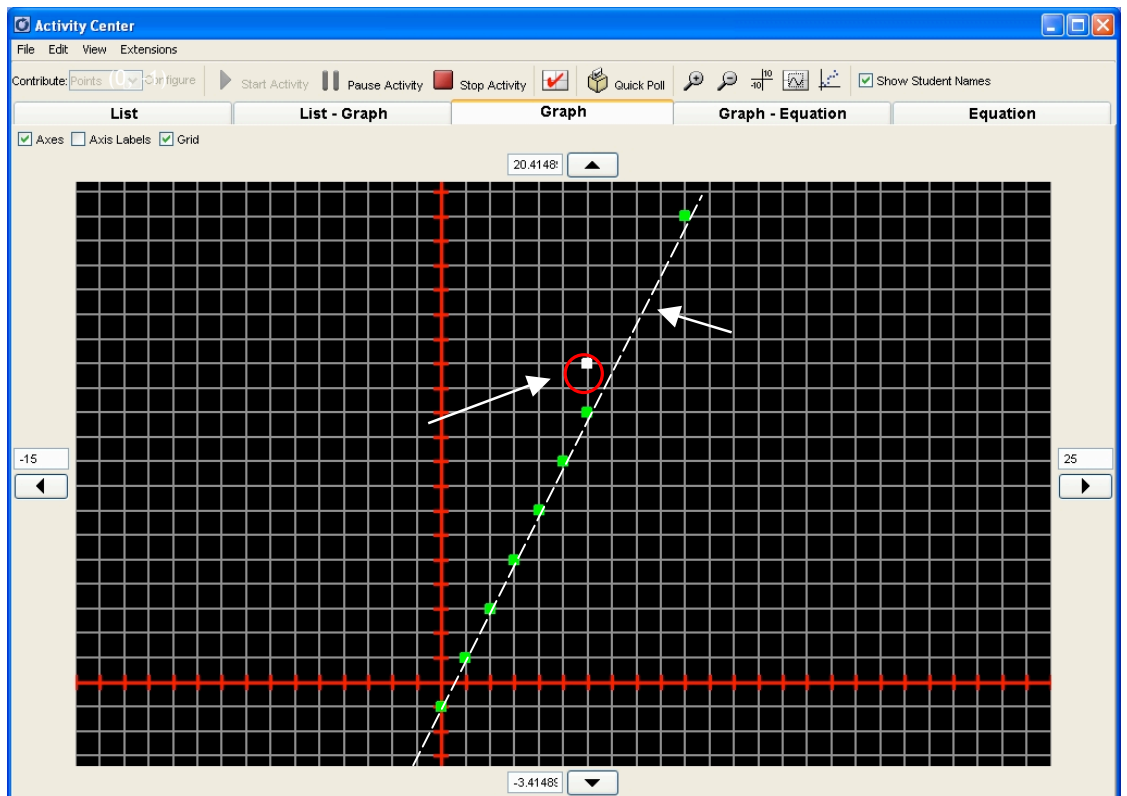 Activity Center
File Edit View Extensions
Contribute: Points Configure Start Activity Pause Activity Stop Activity Quick Poll Show Student Names
List List - Graph Graph Graph - Equation Equation
Axes Axis Labels Grid
20.4148
-15
25
-3.4148